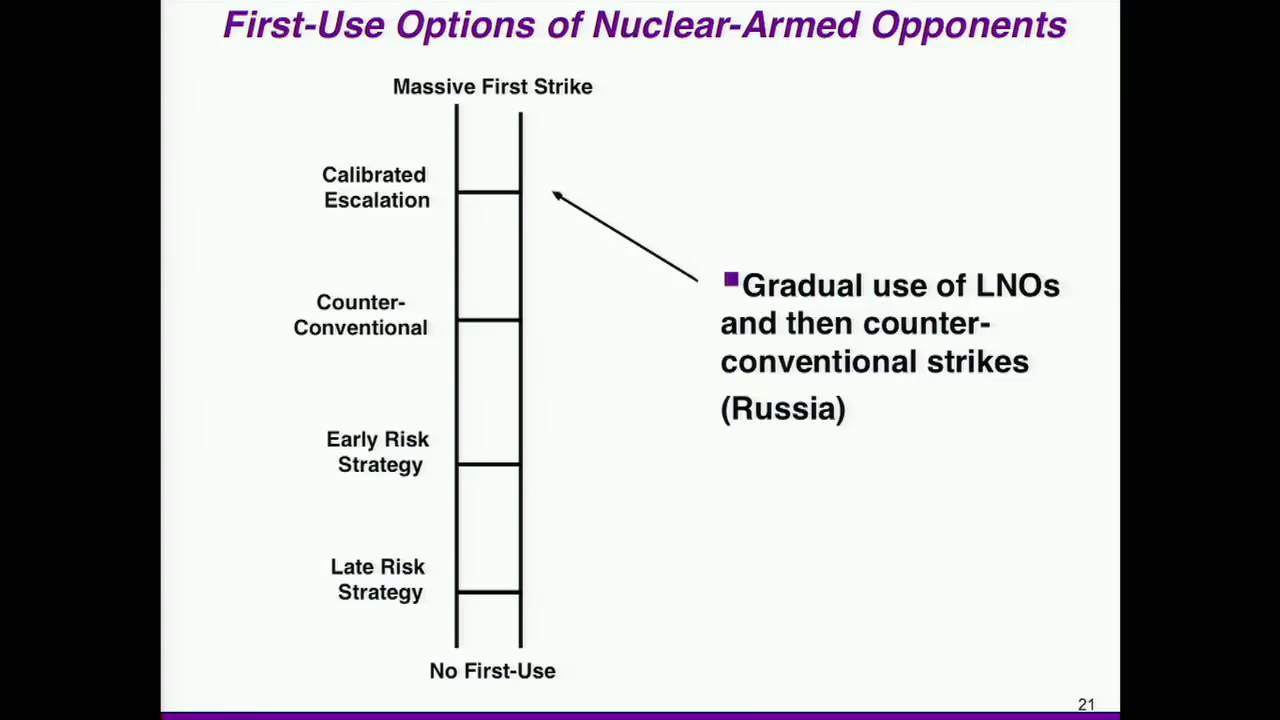 First-Use Options of Nuclear-Armed Opponents
Massive First Strike
Calibrated
Escalation
Counter-
Conventional
Early Risk
Strategy
Late Risk
Strategy
No First-Use
Gradual use of LNOs
and then counter-
conventional strikes
(Russia)
21